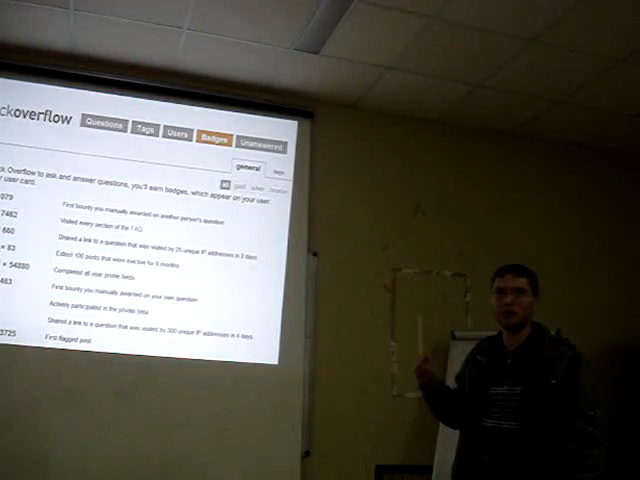 ckoverflow
Questions Tags Users Badges Unanswered
general tags
ck Overflow to ask and answer questions, you'll earn badges, which appear on your user
r user card.
all gold silver bronze
079 First bounty you manually awarded on another person's question
7462 Visited every section of the FAQ
660 Shared a link to a question that was visited by 25 unique IP addresses in 3 days
× 83 Edited 100 posts that were inactive for 6 months
× 54880 Completed all user profile fields
463 First bounty you manually awarded on your own question
Actively participated in the private beta
Shared a link to a question that was visited by 300 unique IP addresses in 4 days
3725 First flagged post